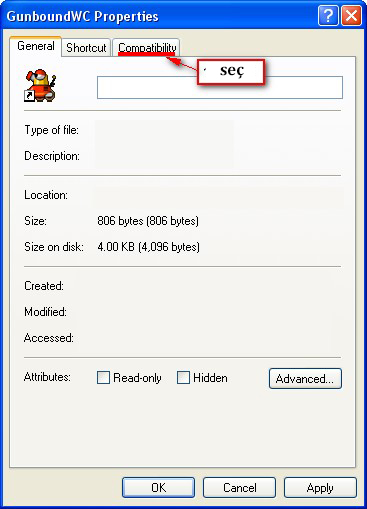 GunboundWC Properties
General Shortcut Compatibility
seç
Type of file:
Description:
Location:
Size: 806 bytes (806 bytes)
Size on disk: 4.00 KB (4,096 bytes)
Created:
Modified:
Accessed:
Attributes: Read-only Hidden Advanced...
OK Cancel Apply